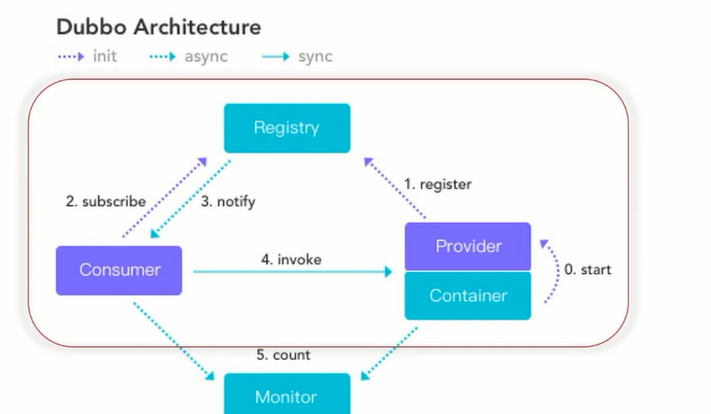 Dubbo Architecture
init async sync
Registry
1. register
2. subscribe 3. notify
Provider
4. invoke
Consumer
0. start
Container
5. count
Monitor